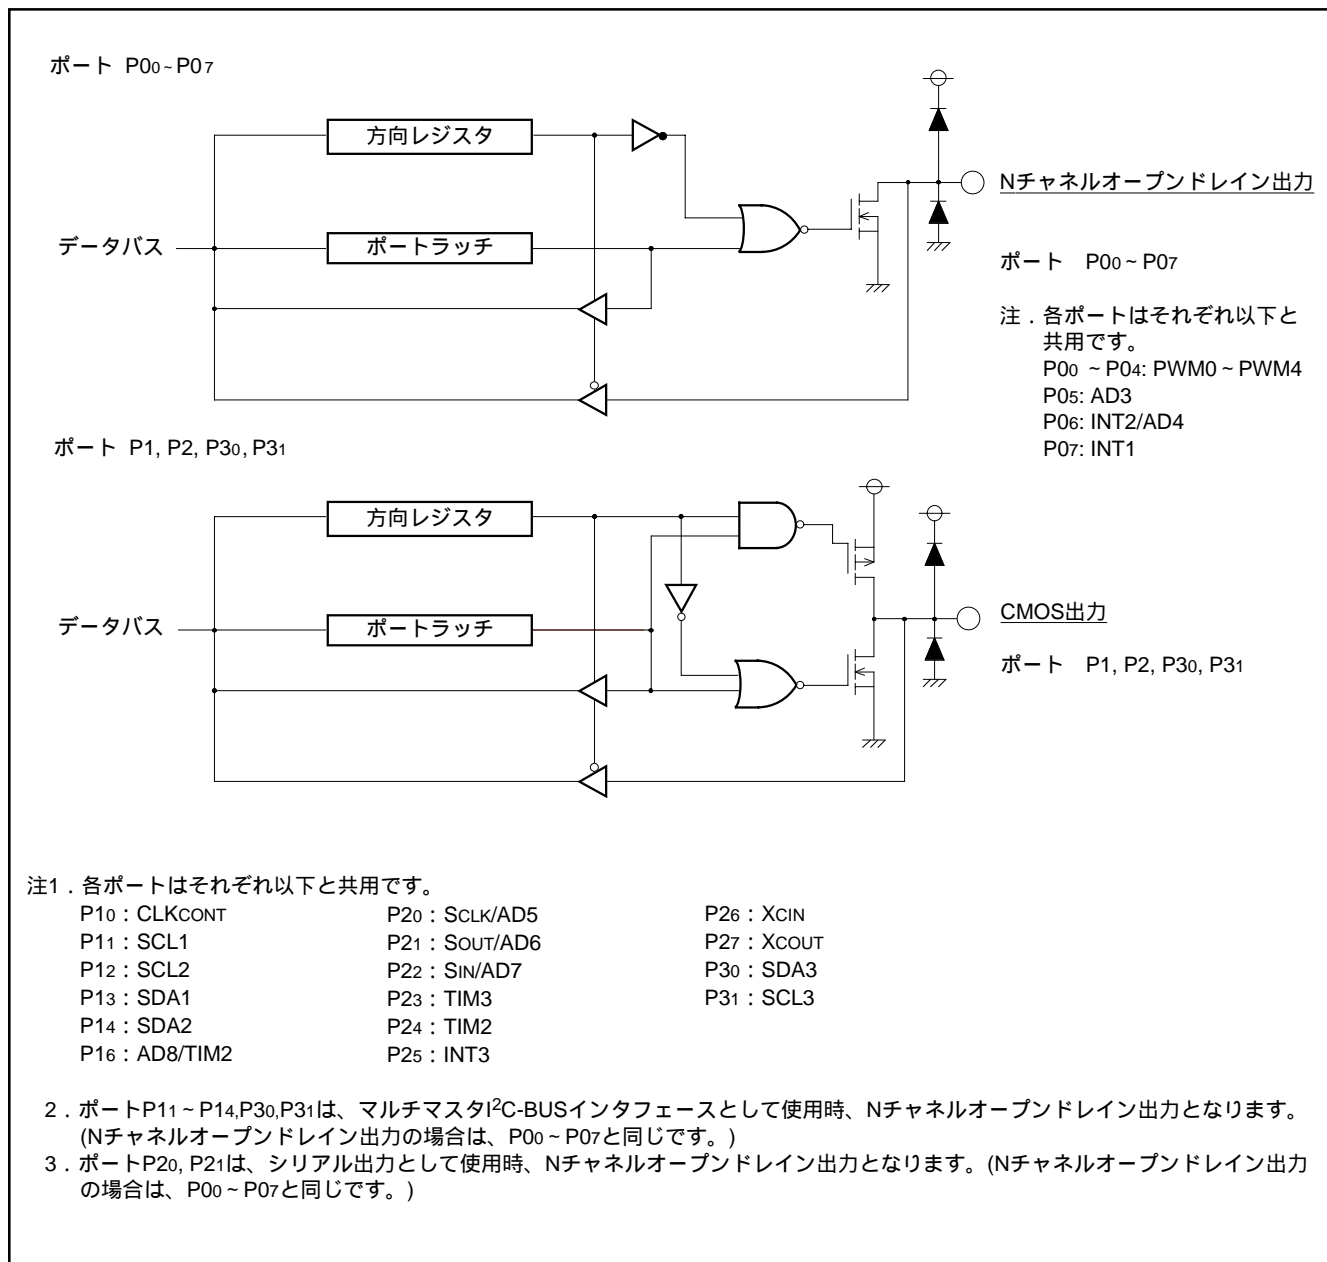 ポート P00~P07
方向レジスタ
Nチャネルオープンドレイン出力
データバス
ポートラッチ
ポート P00~P07
注．各ポートはそれぞれ以下と
共用です。
P00 ~P04: PWM0~PWM4
P05: AD3
P06: INT2/AD4
P07: INT1
ポート P1, P2, P30, P31
方向レジスタ
データバス
ポートラッチ
CMOS出力
ポート P1, P2, P30, P31
注1．各ポートはそれぞれ以下と共用です。
P10：CLKCONT
P11：SCL1
P12：SCL2
P13：SDA1
P14：SDA2
P16：AD8/TIM2
P20：SCLK/AD5
P21：SOUT/AD6
P22：SIN/AD7
P23：TIM3
P24：TIM2
P25：INT3
P26：XCIN
P27：XCOUT
P30：SDA3
P31：SCL3
2．ポートP11~P14,P30,P31は、マルチマスタI2C-BUSインタフェースとして使用時、Nチャネルオープンドレイン出力となります。
(Nチャネルオープンドレイン出力の場合は、P00~P07と同じです。)
3．ポートP20, P21は、シリアル出力として使用時、Nチャネルオープンドレイン出力となります。(Nチャネルオープンドレイン出力
の場合は、P00~P07と同じです。)